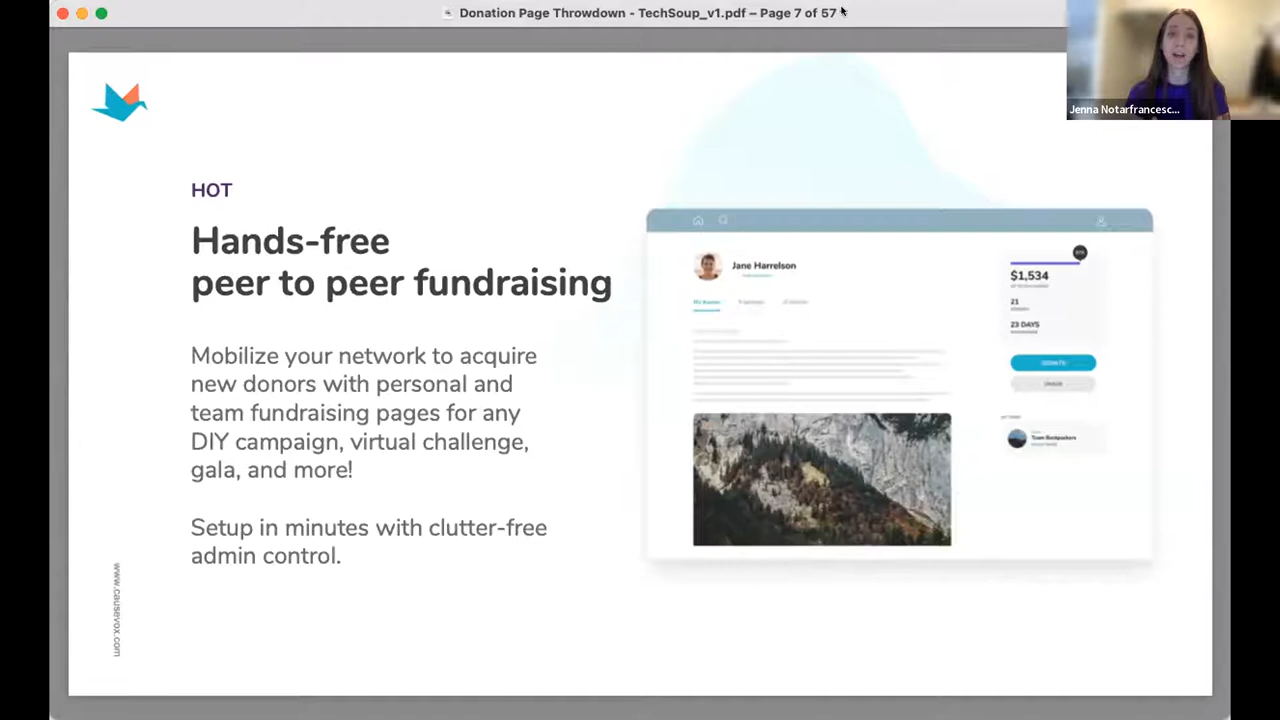 Donation Page Throwdown - TechSoup_v1.pdf – Page 7 of 57
Jenna Notarfrancesc...
HOT
Hands-free
peer to peer fundraising
Mobilize your network to acquire
new donors with personal and
team fundraising pages for any
DIY campaign, virtual challenge,
gala, and more!
Setup in minutes with clutter-free
admin control.
www.causevox.com
Jane Harrelson
$1,534
21
23 DAYS
DONATE
Team Backpackers